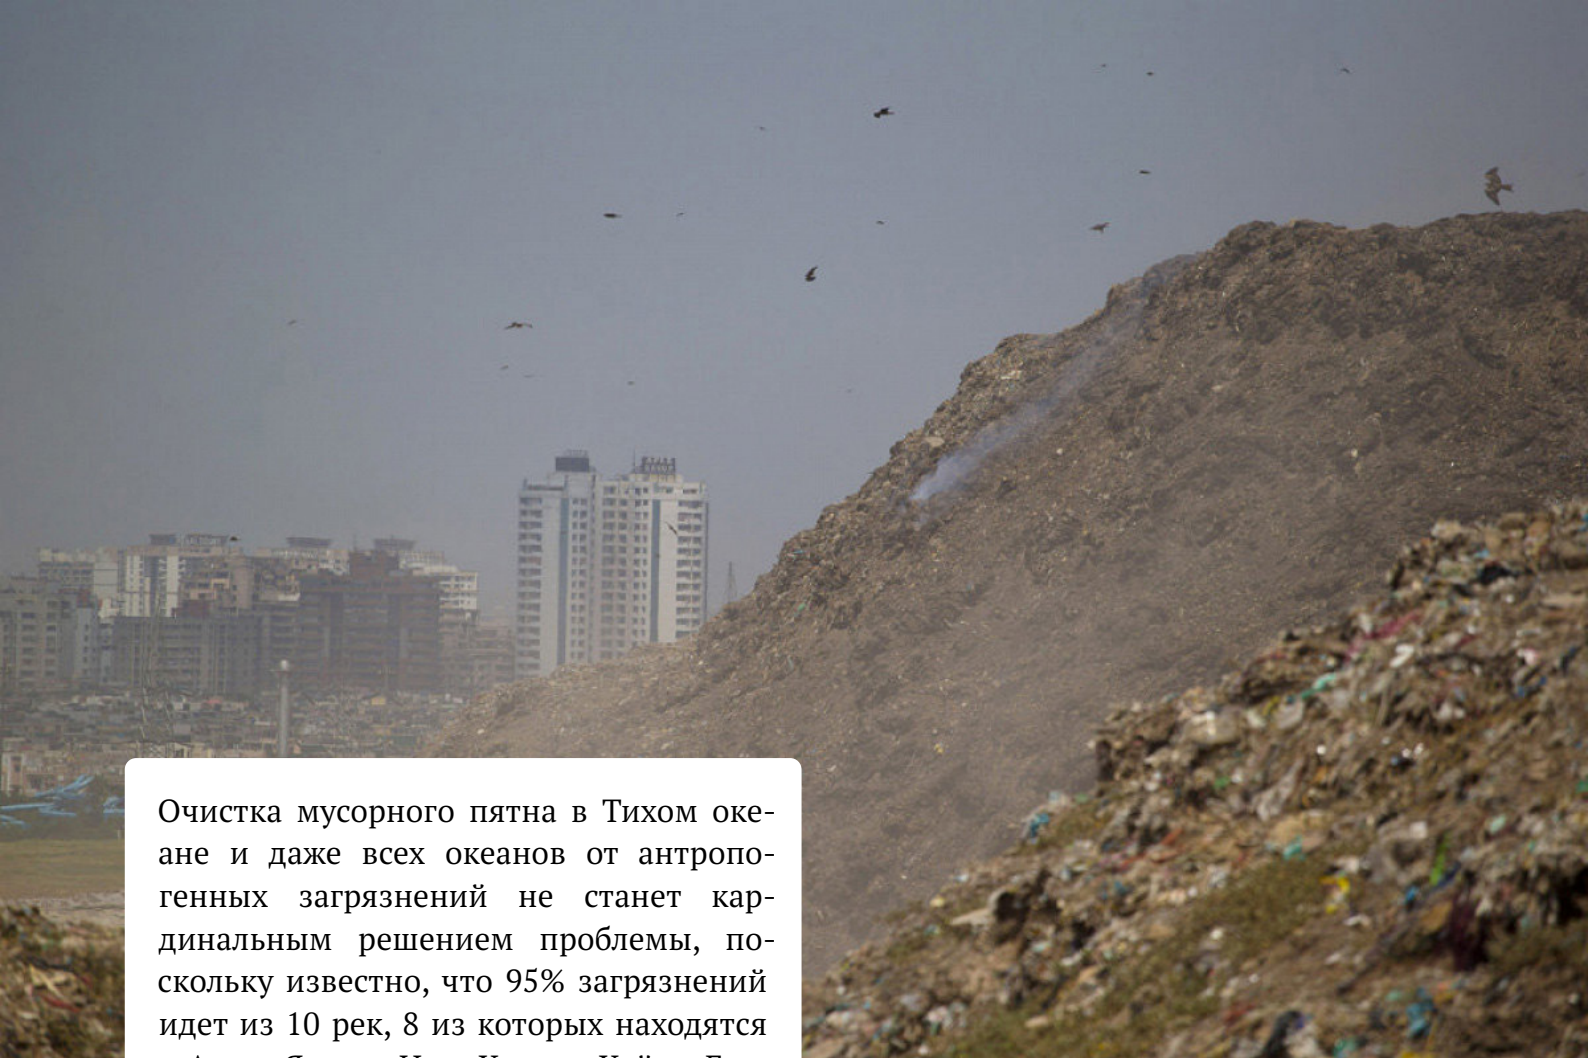 Очистка мусорного пятна в Тихом оке-
ане и даже всех океанов от антропо-
генных загрязнений не станет кар-
динальным решением проблемы, по-
скольку известно, что 95% загрязнений
идет из 10 рек, 8 из которых находятся